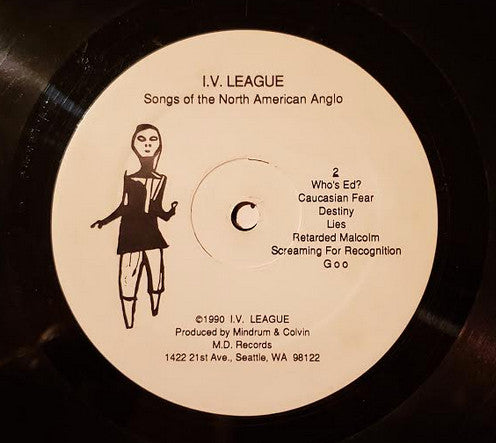 I.V. LEAGUE
Songs of the North American Anglo
2
Who's Ed?
Caucasian Fear
Destiny
Lies
Retarded Malcolm
Screaming For Recognition
Goo
©1990 I.V. LEAGUE
Produced by Mindrum & Colvin
M.D. Records
1422 21st Ave., Seattle, WA 98122